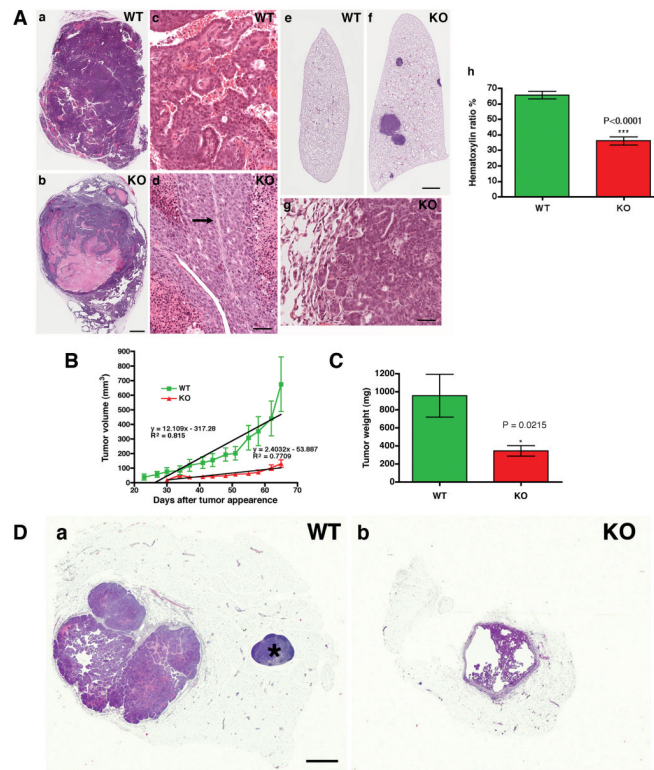 A
a WT
c WT
e WT
f KO
b KO
d KO
g KO
h
Hematoxylin ratio %
70
60
50
40
30
20
10
0
P<0.0001
***
WT KO
B
Tumor volume (mm³)
900
800
700
600
500
400
300
200
100
0
WT
KO
y = 12.109x - 317.28
R² = 0.815
y = 2.4032x - 53.887
R² = 0.7709
20 30 40 50 60 70
Days after tumor appearence
C
Tumor weight (mg)
1400
1200
1000
800
600
400
200
0
P = 0.0215
*
WT KO
D
a WT
*
b KO